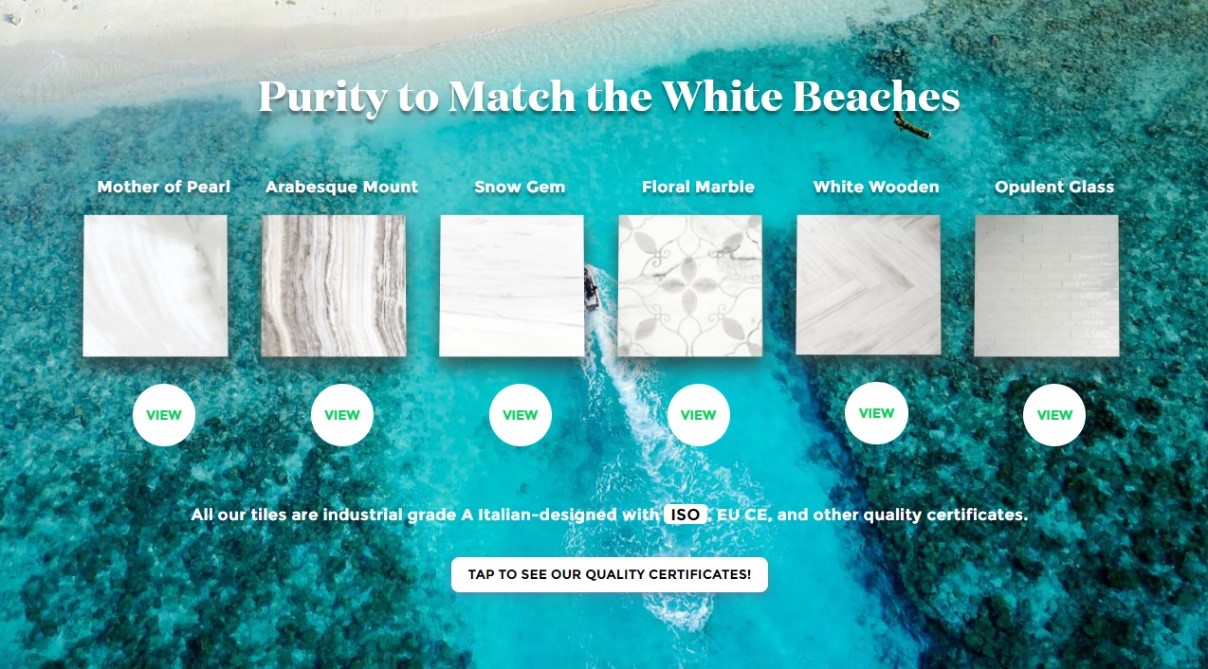 Purity to Match the White Beaches
Mother of Pearl
Arabesque Mount
Snow Gem
Floral Marble
White Wooden
Opulent Glass
VIEW
VIEW
VIEW
VIEW
VIEW
VIEW
All our tiles are industrial grade A Italian-designed with ISO, EU CE, and other quality certificates.
TAP TO SEE OUR QUALITY CERTIFICATES!